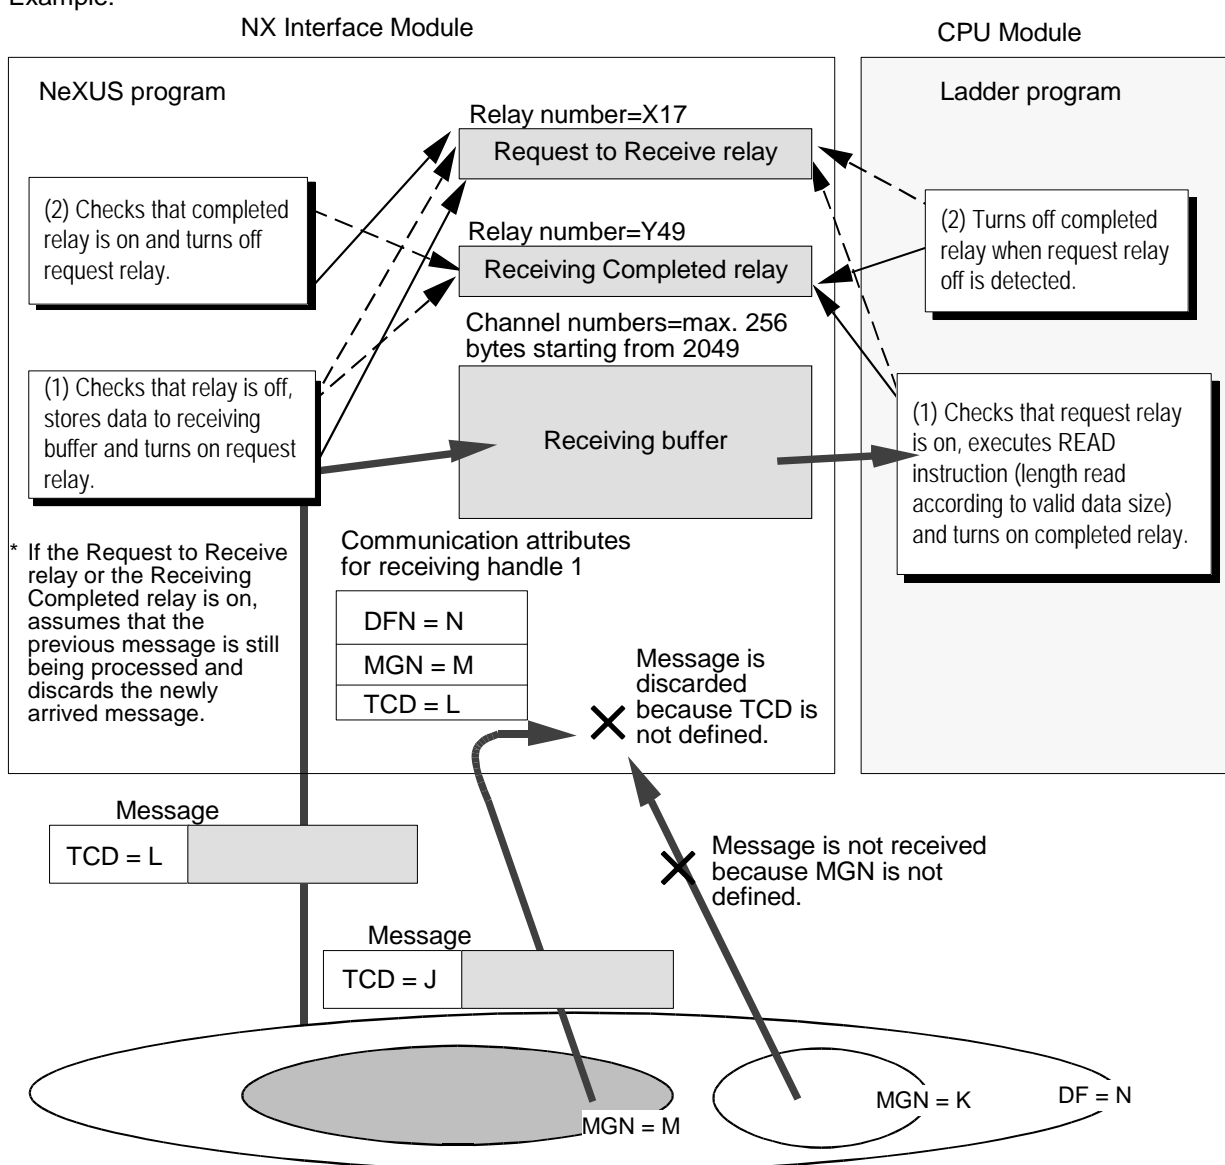 Example:
NX Interface Module
CPU Module
NeXUS program
Ladder program
Relay number=X17
Request to Receive relay
(2) Checks that completed
relay is on and turns off
request relay.
Relay number=Y49
Receiving Completed relay
(2) Turns off completed
relay when request relay
off is detected.
Channel numbers=max. 256
bytes starting from 2049
Receiving buffer
(1) Checks that relay is off,
stores data to receiving
buffer and turns on request
relay.
(1) Checks that request relay
is on, executes READ
instruction (length read
according to valid data size)
and turns on completed relay.
* If the Request to Receive
relay or the Receiving
Completed relay is on,
assumes that the
previous message is still
being processed and
discards the newly
arrived message.
Communication attributes
for receiving handle 1
DFN = N
MGN = M
TCD = L
Message is
discarded
because TCD is
not defined.
Message
TCD = L
Message is not received
because MGN is not
defined.
Message
TCD = J
MGN = M
MGN = K
DF = N